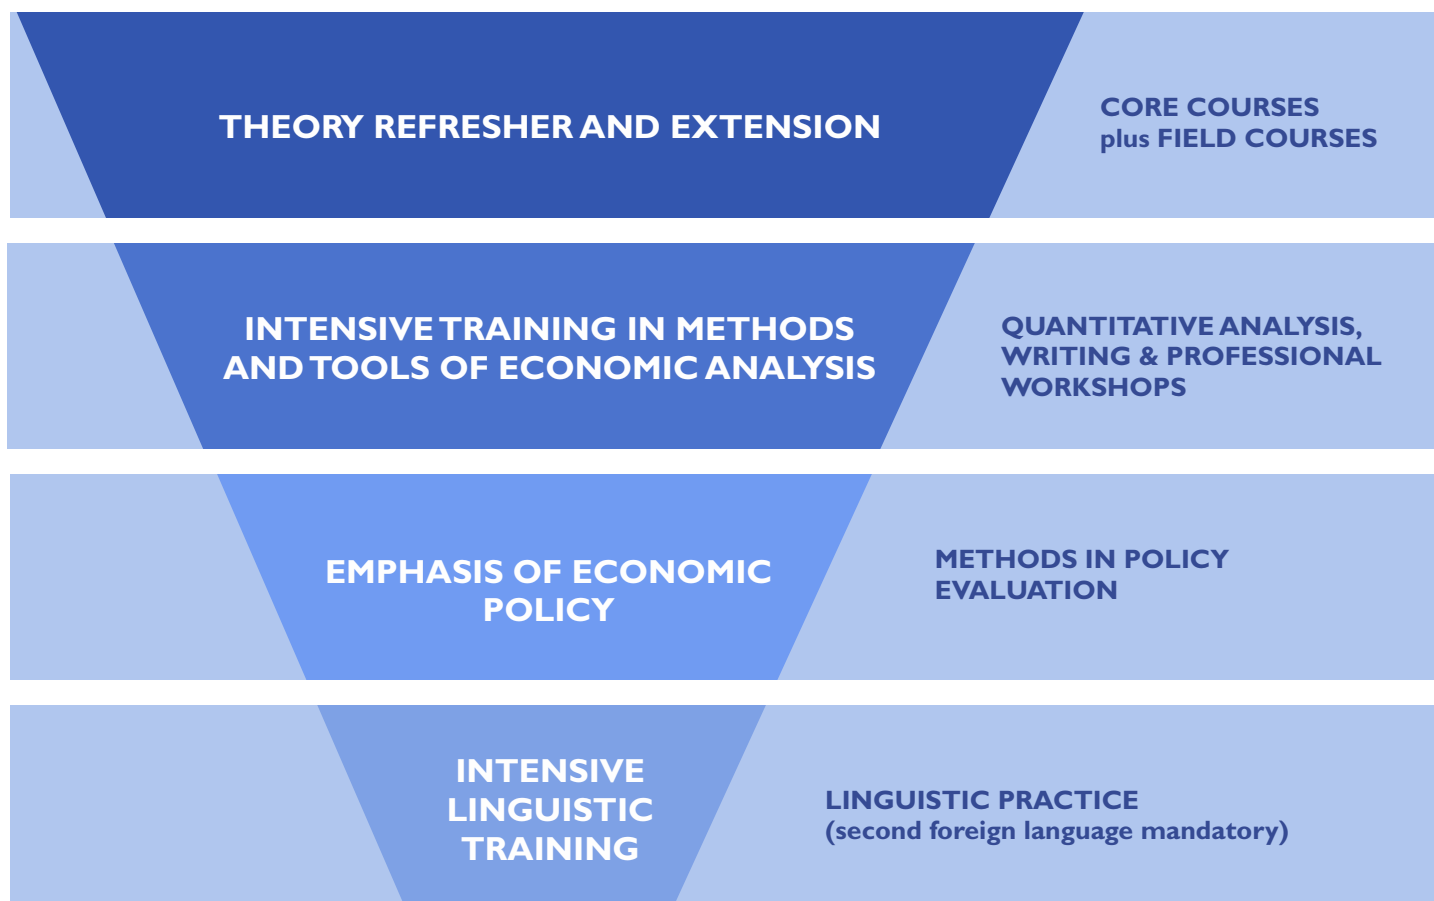 THEORY REFRESHER AND EXTENSION
CORE COURSES
plus FIELD COURSES
INTENSIVE TRAINING IN METHODS
AND TOOLS OF ECONOMIC ANALYSIS
QUANTITATIVE ANALYSIS,
WRITING & PROFESSIONAL
WORKSHOPS
EMPHASIS OF ECONOMIC
POLICY
METHODS IN POLICY
EVALUATION
INTENSIVE
LINGUISTIC
TRAINING
LINGUISTIC PRACTICE
(second foreign language mandatory)